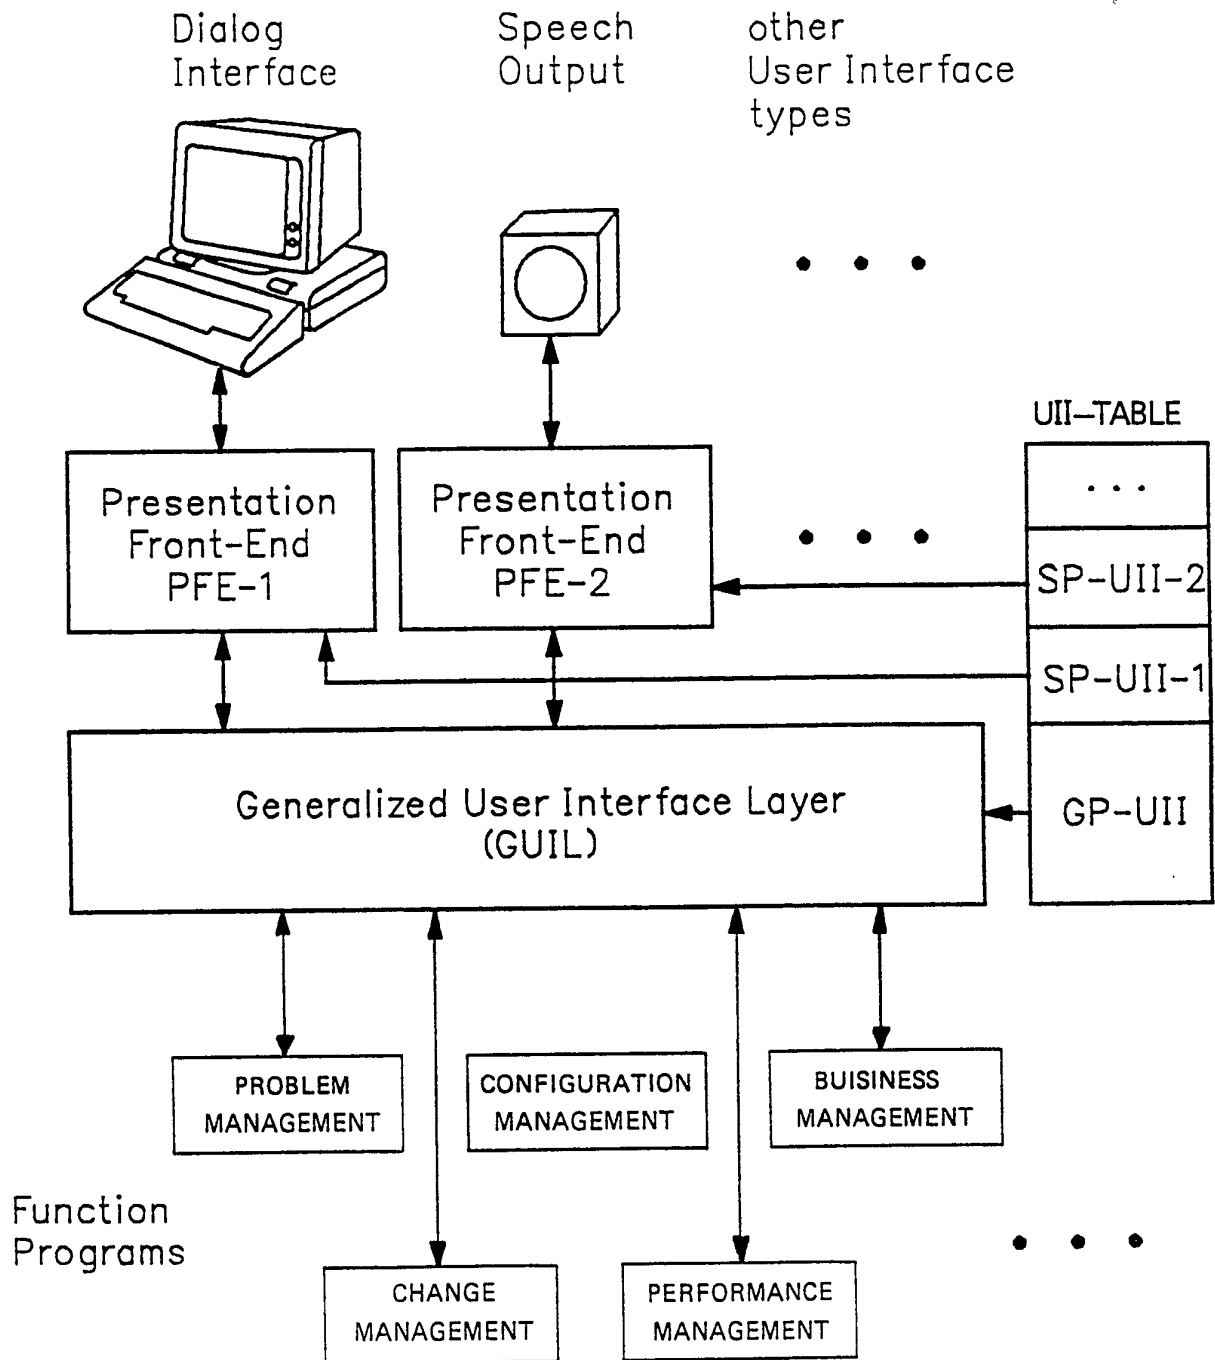 Dialog
Interface
Speech
Output
other
User Interface
types
UII-TABLE
...
SP-UII-2
SP-UII-1
GP-UII
Presentation
Front-End
PFE-1
Presentation
Front-End
PFE-2
Generalized User Interface Layer
(GUIL)
PROBLEM
MANAGEMENT
CONFIGURATION
MANAGEMENT
BUISINESS
MANAGEMENT
Function
Programs
CHANGE
MANAGEMENT
PERFORMANCE
MANAGEMENT